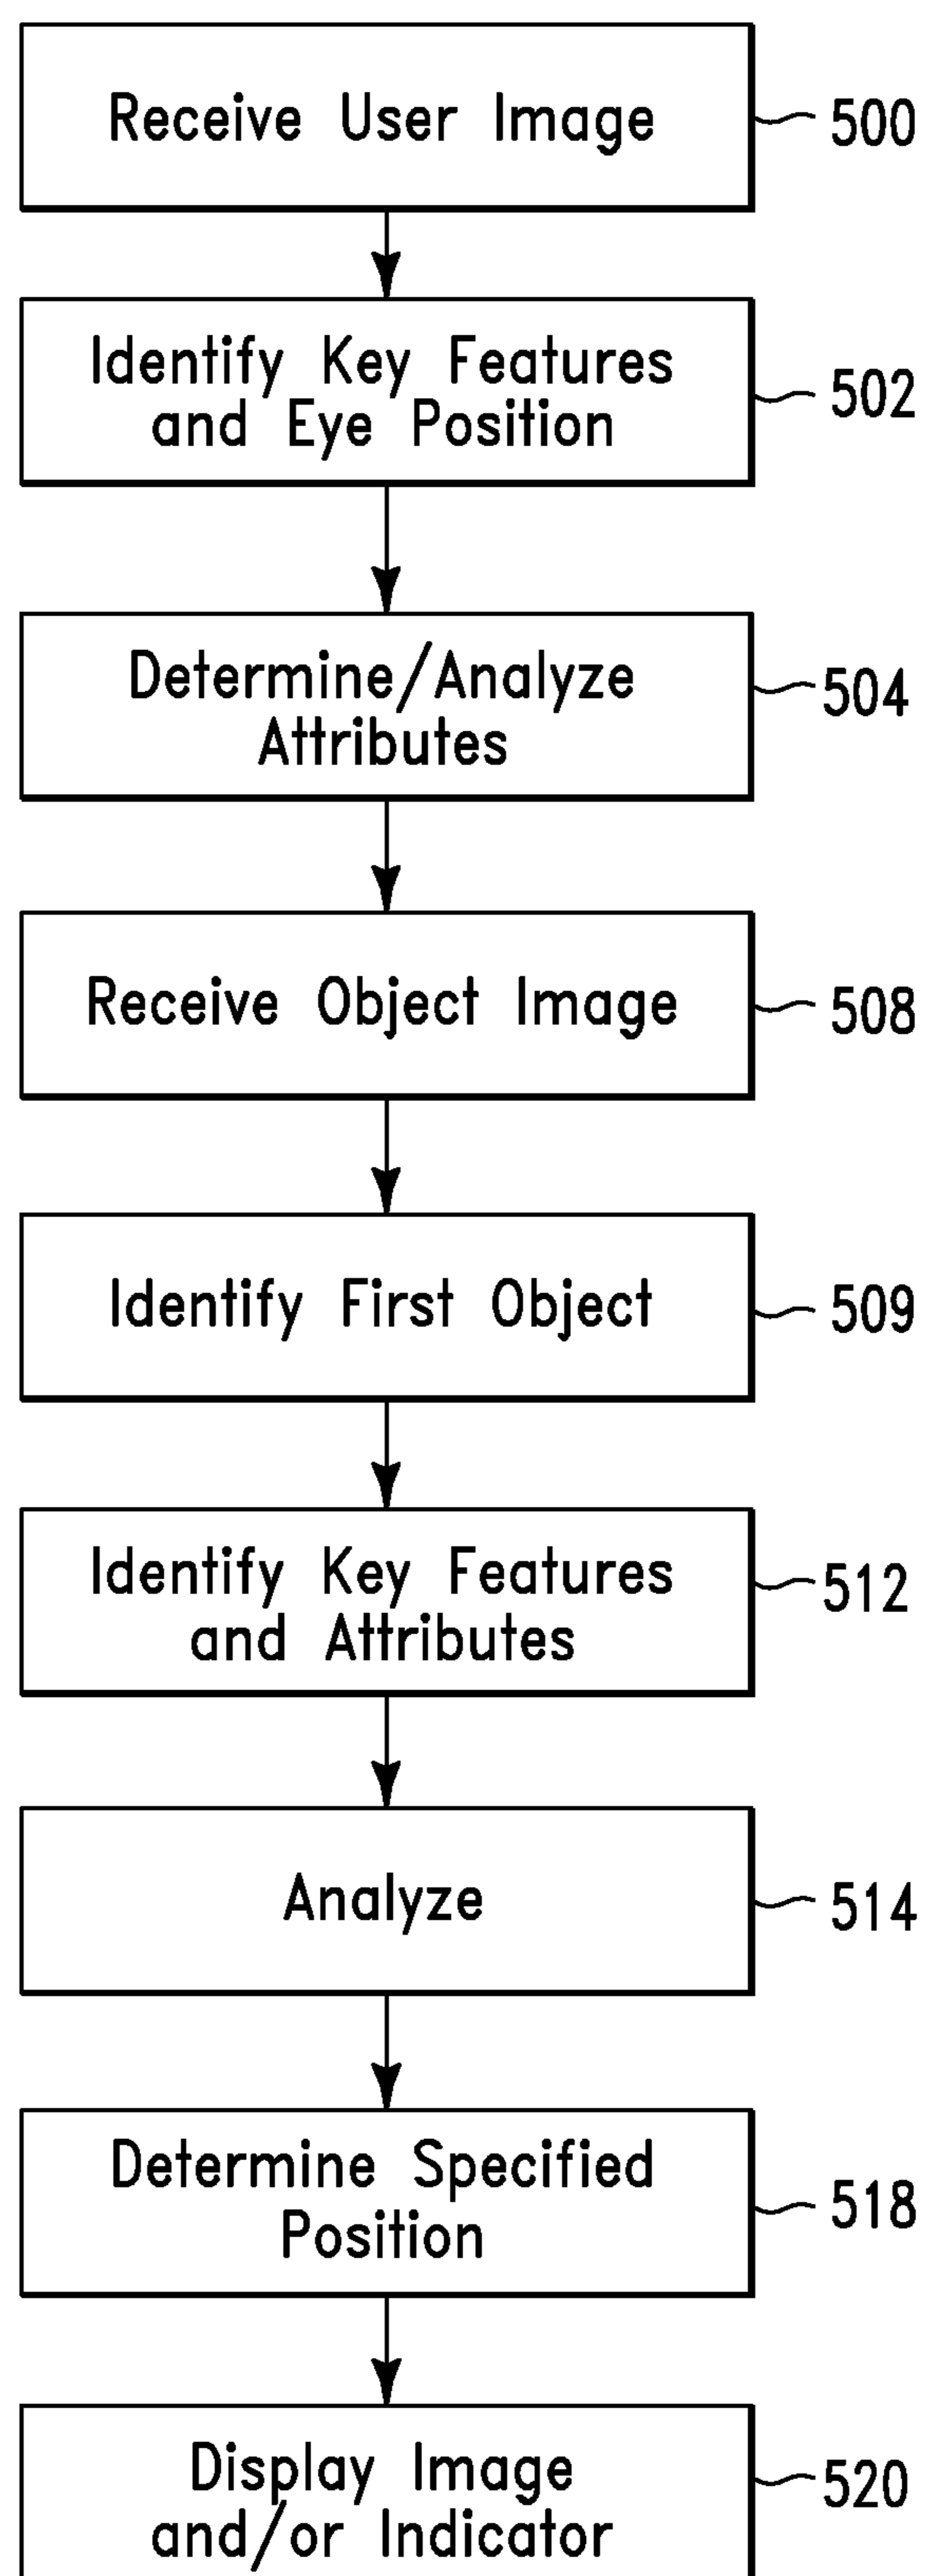 Receive User Image
500
Identify Key Features
and Eye Position
502
Determine/Analyze
Attributes
504
Receive Object Image
508
Identify First Object
509
Identify Key Features
and Attributes
512
Analyze
514
Determine Specified
Position
518
Display Image
and/or Indicator
520